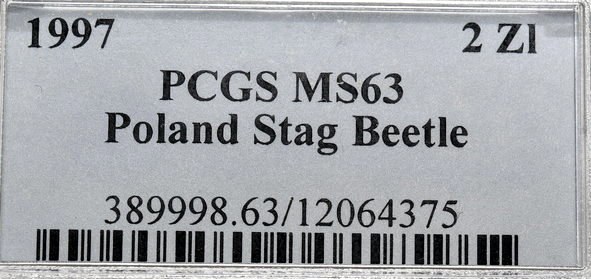 1997 2 Zl
PCGS MS63
Poland Stag Beetle
389998.63/12064375